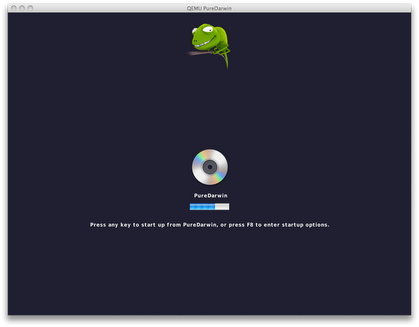 QEMU PureDarwin
PureDarwin
Press any key to start up from PureDarwin, or press F8 to enter startup options.